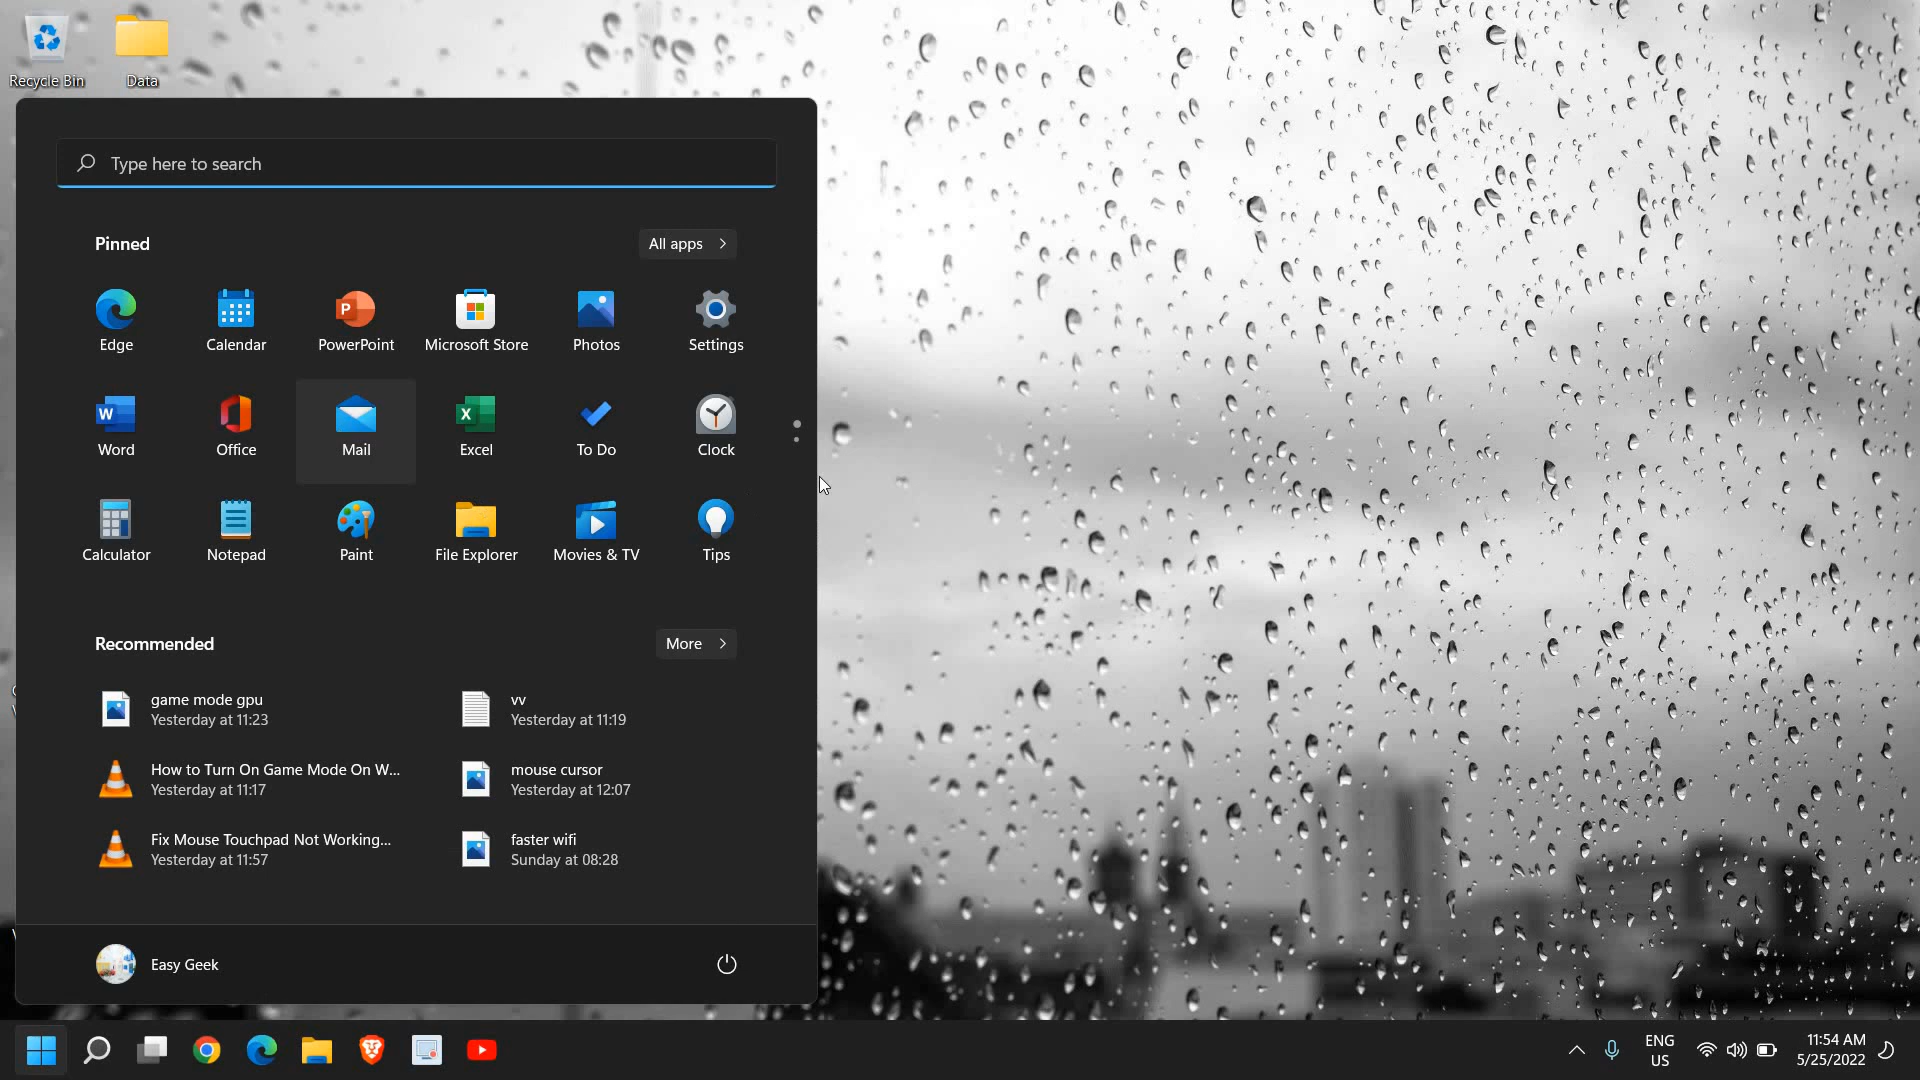 Recycle Bin
Data
Type here to search
Pinned
All apps
Edge
Calendar
PowerPoint
Microsoft Store
Photos
Settings
Word
Office
Mail
Excel
To Do
Clock
Calculator
Notepad
Paint
File Explorer
Movies & TV
Tips
Recommended
More
game mode gpu
Yesterday at 11:23
vv
Yesterday at 11:19
How to Turn On Game Mode On W...
Yesterday at 11:17
mouse cursor
Yesterday at 12:07
Fix Mouse Touchpad Not Working...
Yesterday at 11:57
faster wifi
Sunday at 08:28
Easy Geek
ENG
US
11:54 AM
5/25/2022